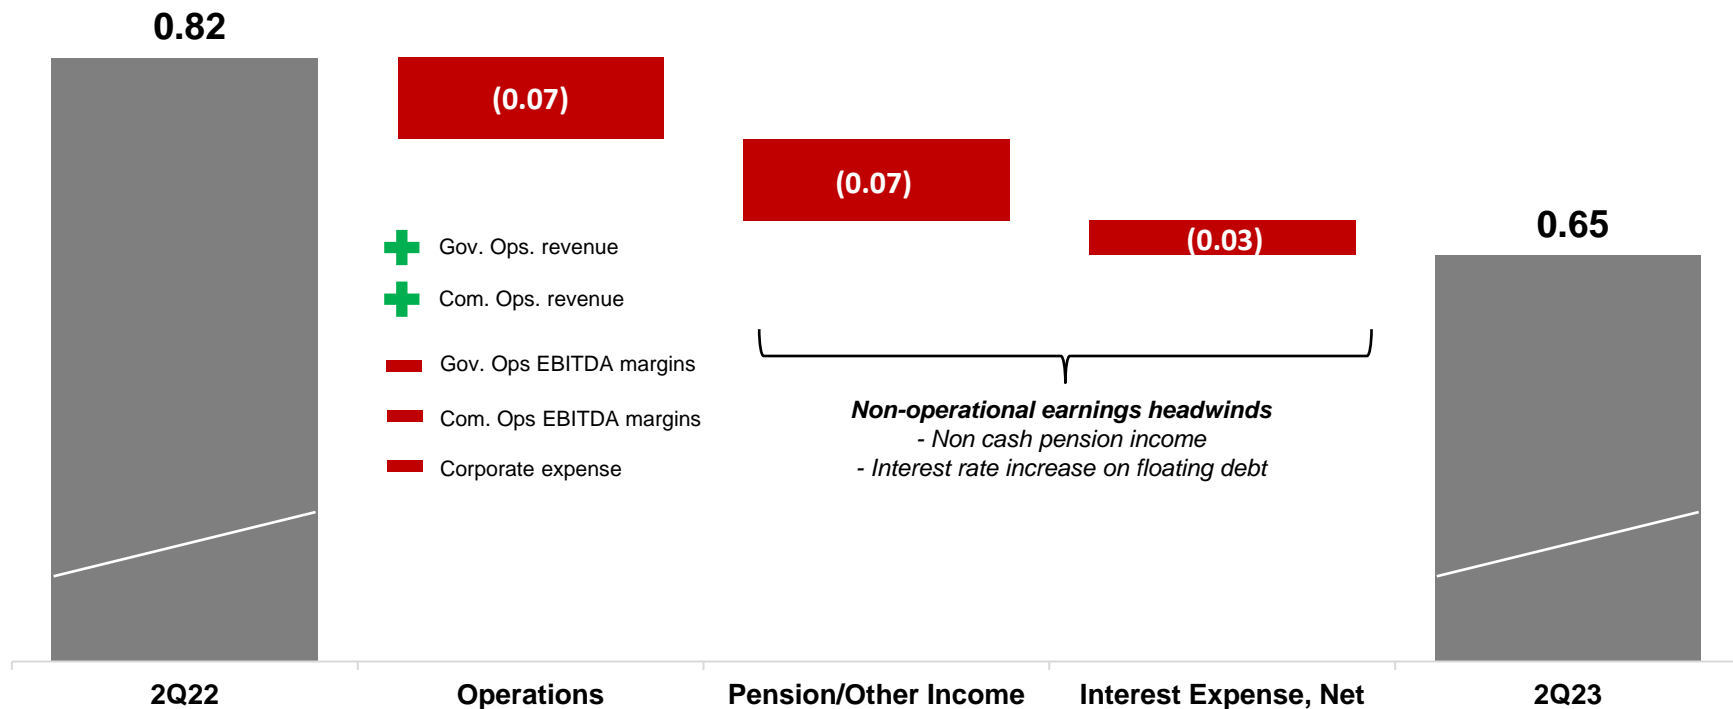 0.82
(0.07)
(0.07)
(0.03)
0.65
Gov. Ops. revenue
Com. Ops. revenue
Gov. Ops EBITDA margins
Com. Ops EBITDA margins
Corporate expense
Non-operational earnings headwinds
- Non cash pension income
- Interest rate increase on floating debt
2Q22
Operations
Pension/Other Income
Interest Expense, Net
2Q23